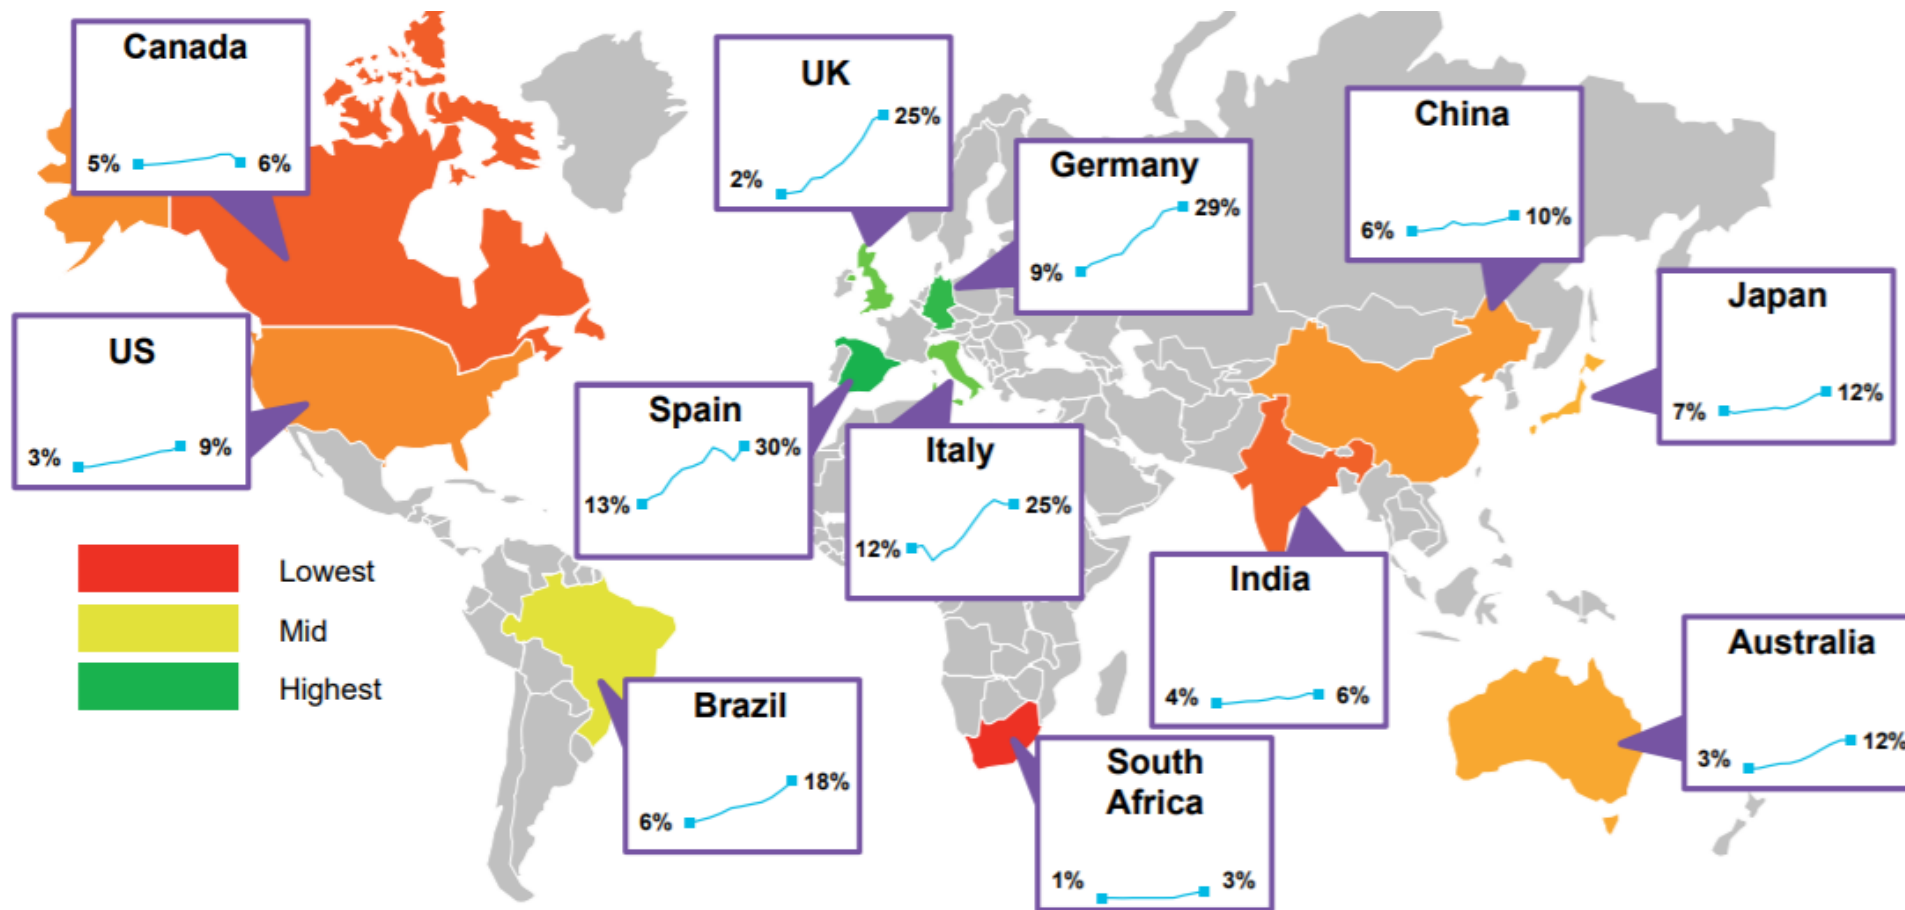 Canada
5%
6%
UK
2%
25%
Germany
9%
29%
China
6%
10%
Japan
7%
12%
US
3%
9%
Spain
13%
30%
Italy
12%
25%
India
4%
6%
Australia
3%
12%
Lowest
Mid
Highest
Brazil
6%
18%
South
Africa
1%
3%